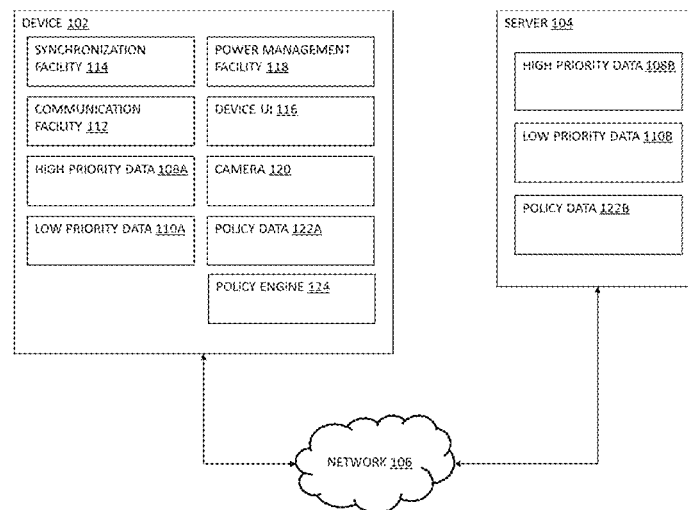 DEVICE 102
SYNCHRONIZATION
FACILITY 114
POWER MANAGEMENT
FACILITY 118
COMMUNICATION
FACILITY 112
DEVICE UI 116
HIGH PRIORITY DATA 108A
CAMERA 120
LOW PRIORITY DATA 110A
POLICY DATA 122A
POLICY ENGINE 124
SERVER 104
HIGH PRIORITY DATA 108B
LOW PRIORITY DATA 110B
POLICY DATA 122B
NETWORK 106